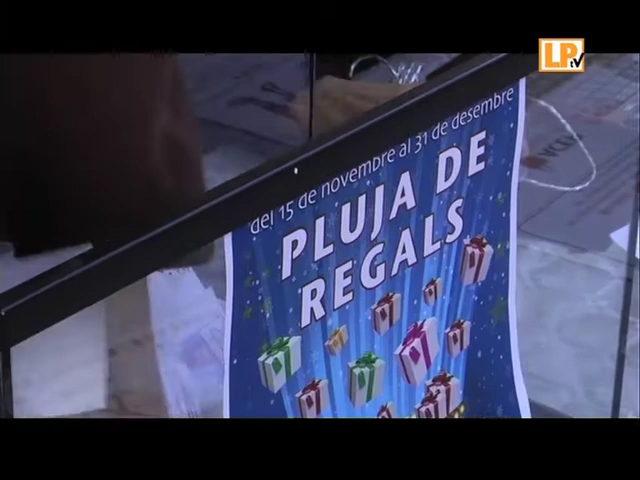 LP
tv
del 15 de novembre al 31 de desembre
PLUJA DE
REGALS